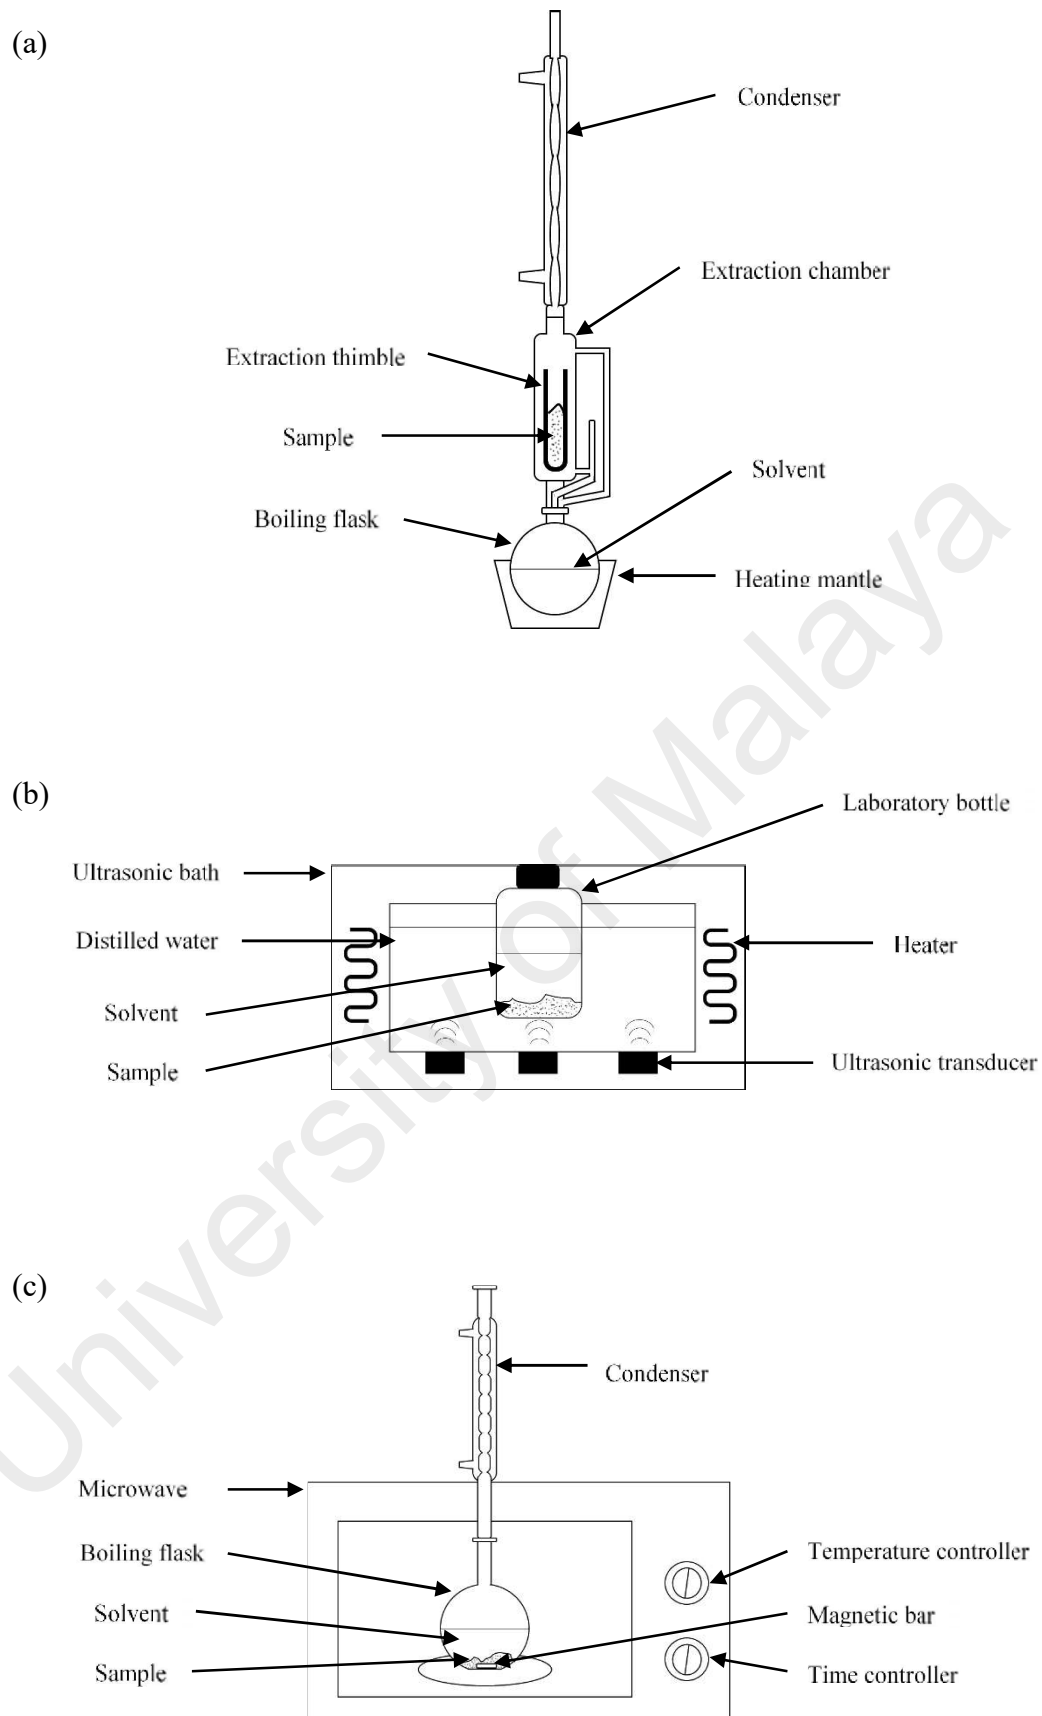 (a)
Condenser
Extraction chamber
Extraction thimble
Sample
Solvent
Boiling flask
Heating mantle
(b)
Laboratory bottle
Ultrasonic bath
Distilled water
Heater
Solvent
Sample
Ultrasonic transducer
(c)
Condenser
Microwave
Boiling flask
Temperature controller
Solvent
Magnetic bar
Sample
Time controller
University of Malaya